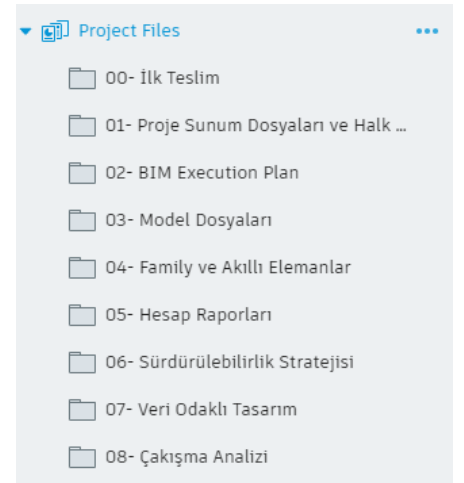 Project Files
00- İlk Teslim
01- Proje Sunum Dosyaları ve Halk ...
02- BIM Execution Plan
03- Model Dosyaları
04- Family ve Akıllı Elemanlar
05- Hesap Raporları
06- Sürdürülebilirlik Stratejisi
07- Veri Odaklı Tasarım
08- Çakışma Analizi